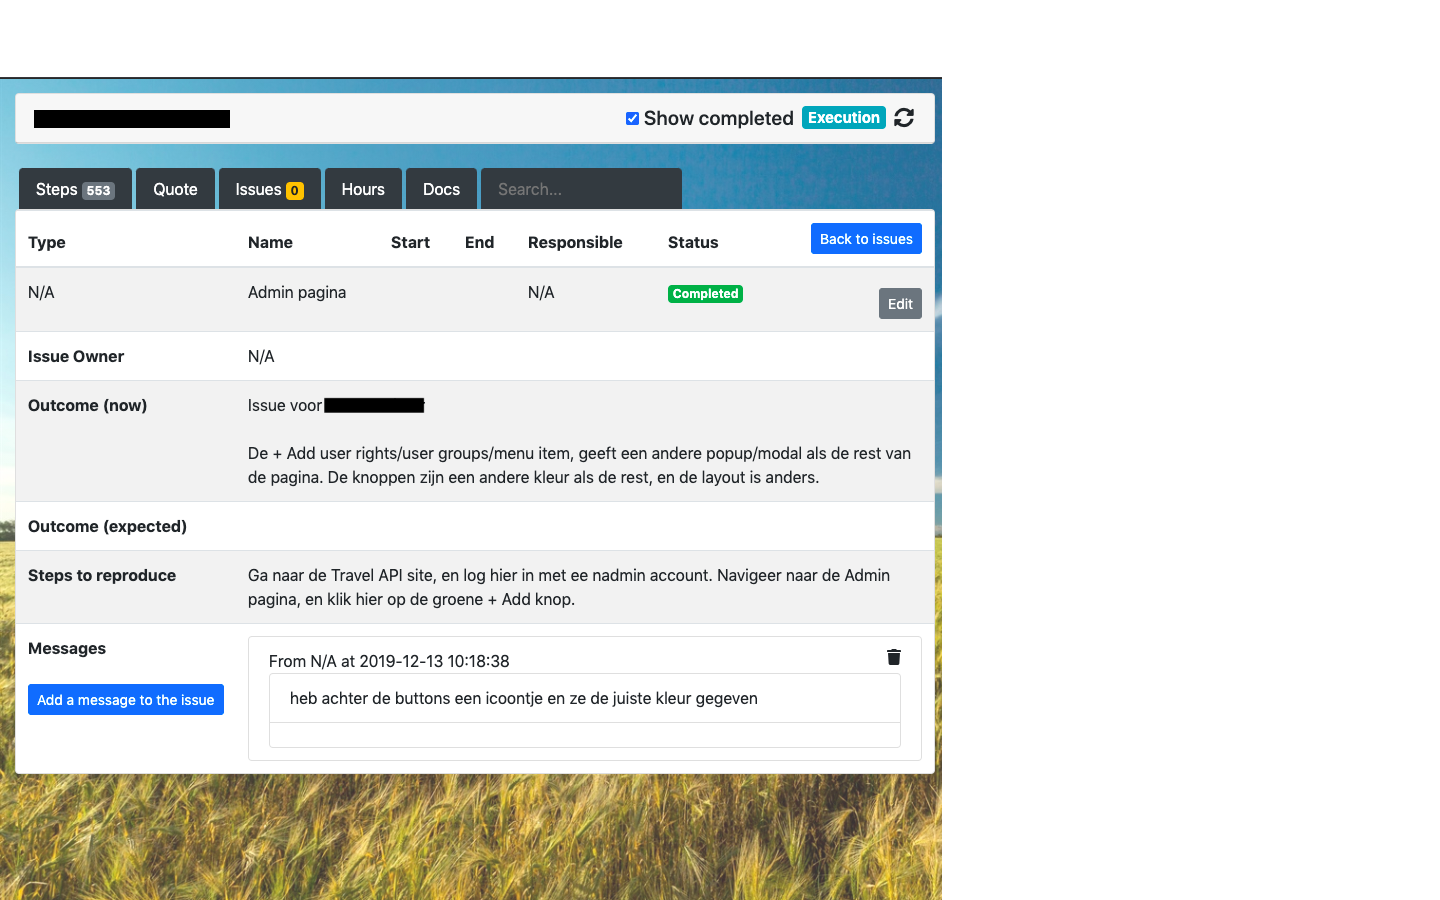 Show completed Execution
Steps 553 Quote Issues 0 Hours Docs Search...
Type Name Start End Responsible Status Back to issues
N/A Admin pagina N/A Completed
Edit
Issue Owner N/A
Outcome (now) Issue voor
De + Add user rights/user groups/menu item, geeft een andere popup/modal als de rest van
de pagina. De knoppen zijn een andere kleur als de rest, en de layout is anders.
Outcome (expected)
Steps to reproduce Ga naar de Travel API site, en log hier in met ee nadmin account. Navigeer naar de Admin
pagina, en klik hier op de groene + Add knop.
Messages
From N/A at 2019-12-13 10:18:38
Add a message to the issue heb achter de buttons een icoontje en ze de juiste kleur gegeven